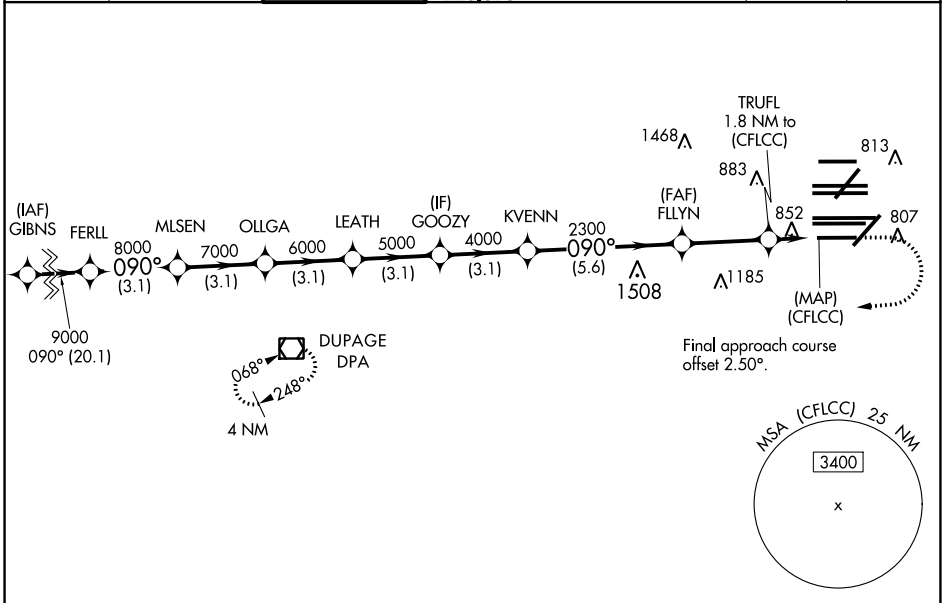 TRUFL
1.8 NM to
(CFLCC)
1468
813
883
(IAF)
GIBNS
FERLL
8000
090°
(3.1)
MLSEN
7000
(3.1)
OLLGA
6000
(3.1)
LEATH
5000
(3.1)
(IF)
GOOZY
4000
(3.1)
KVENN
2300
090°
(5.6)
(FAF)
FLLYN
852
807
1508
1185
(MAP)
(CFLCC)
9000
090° (20.1)
DUPAGE
DPA
068°
248°
4 NM
Final approach course
offset 2.50°.
MSA (CFLCC) 25 NM
3400
x